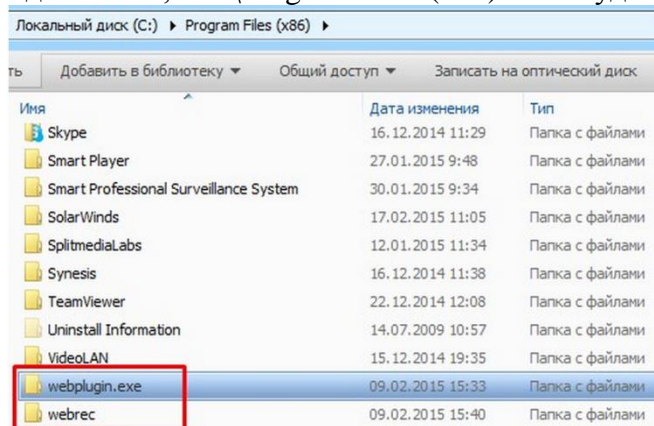 Локальный диск (C:) ▸ Program Files (x86) ▸
ть Добавить в библиотеку ▼ Общий доступ ▼ Записать на оптический диск
Имя Дата изменения Тип
Skype 16.12.2014 11:29 Папка с файлами
Smart Player 27.01.2015 9:48 Папка с файлами
Smart Professional Surveillance System 30.01.2015 9:34 Папка с файлами
SolarWinds 17.02.2015 11:05 Папка с файлами
SplitmediaLabs 12.01.2015 11:34 Папка с файлами
Synesis 16.12.2014 11:38 Папка с файлами
TeamViewer 22.12.2014 12:08 Папка с файлами
Uninstall Information 14.07.2009 10:57 Папка с файлами
VideoLAN 15.12.2014 19:35 Папка с файлами
webplugin.exe 09.02.2015 15:33 Папка с файлами
webrec 09.02.2015 15:40 Папка с файлами